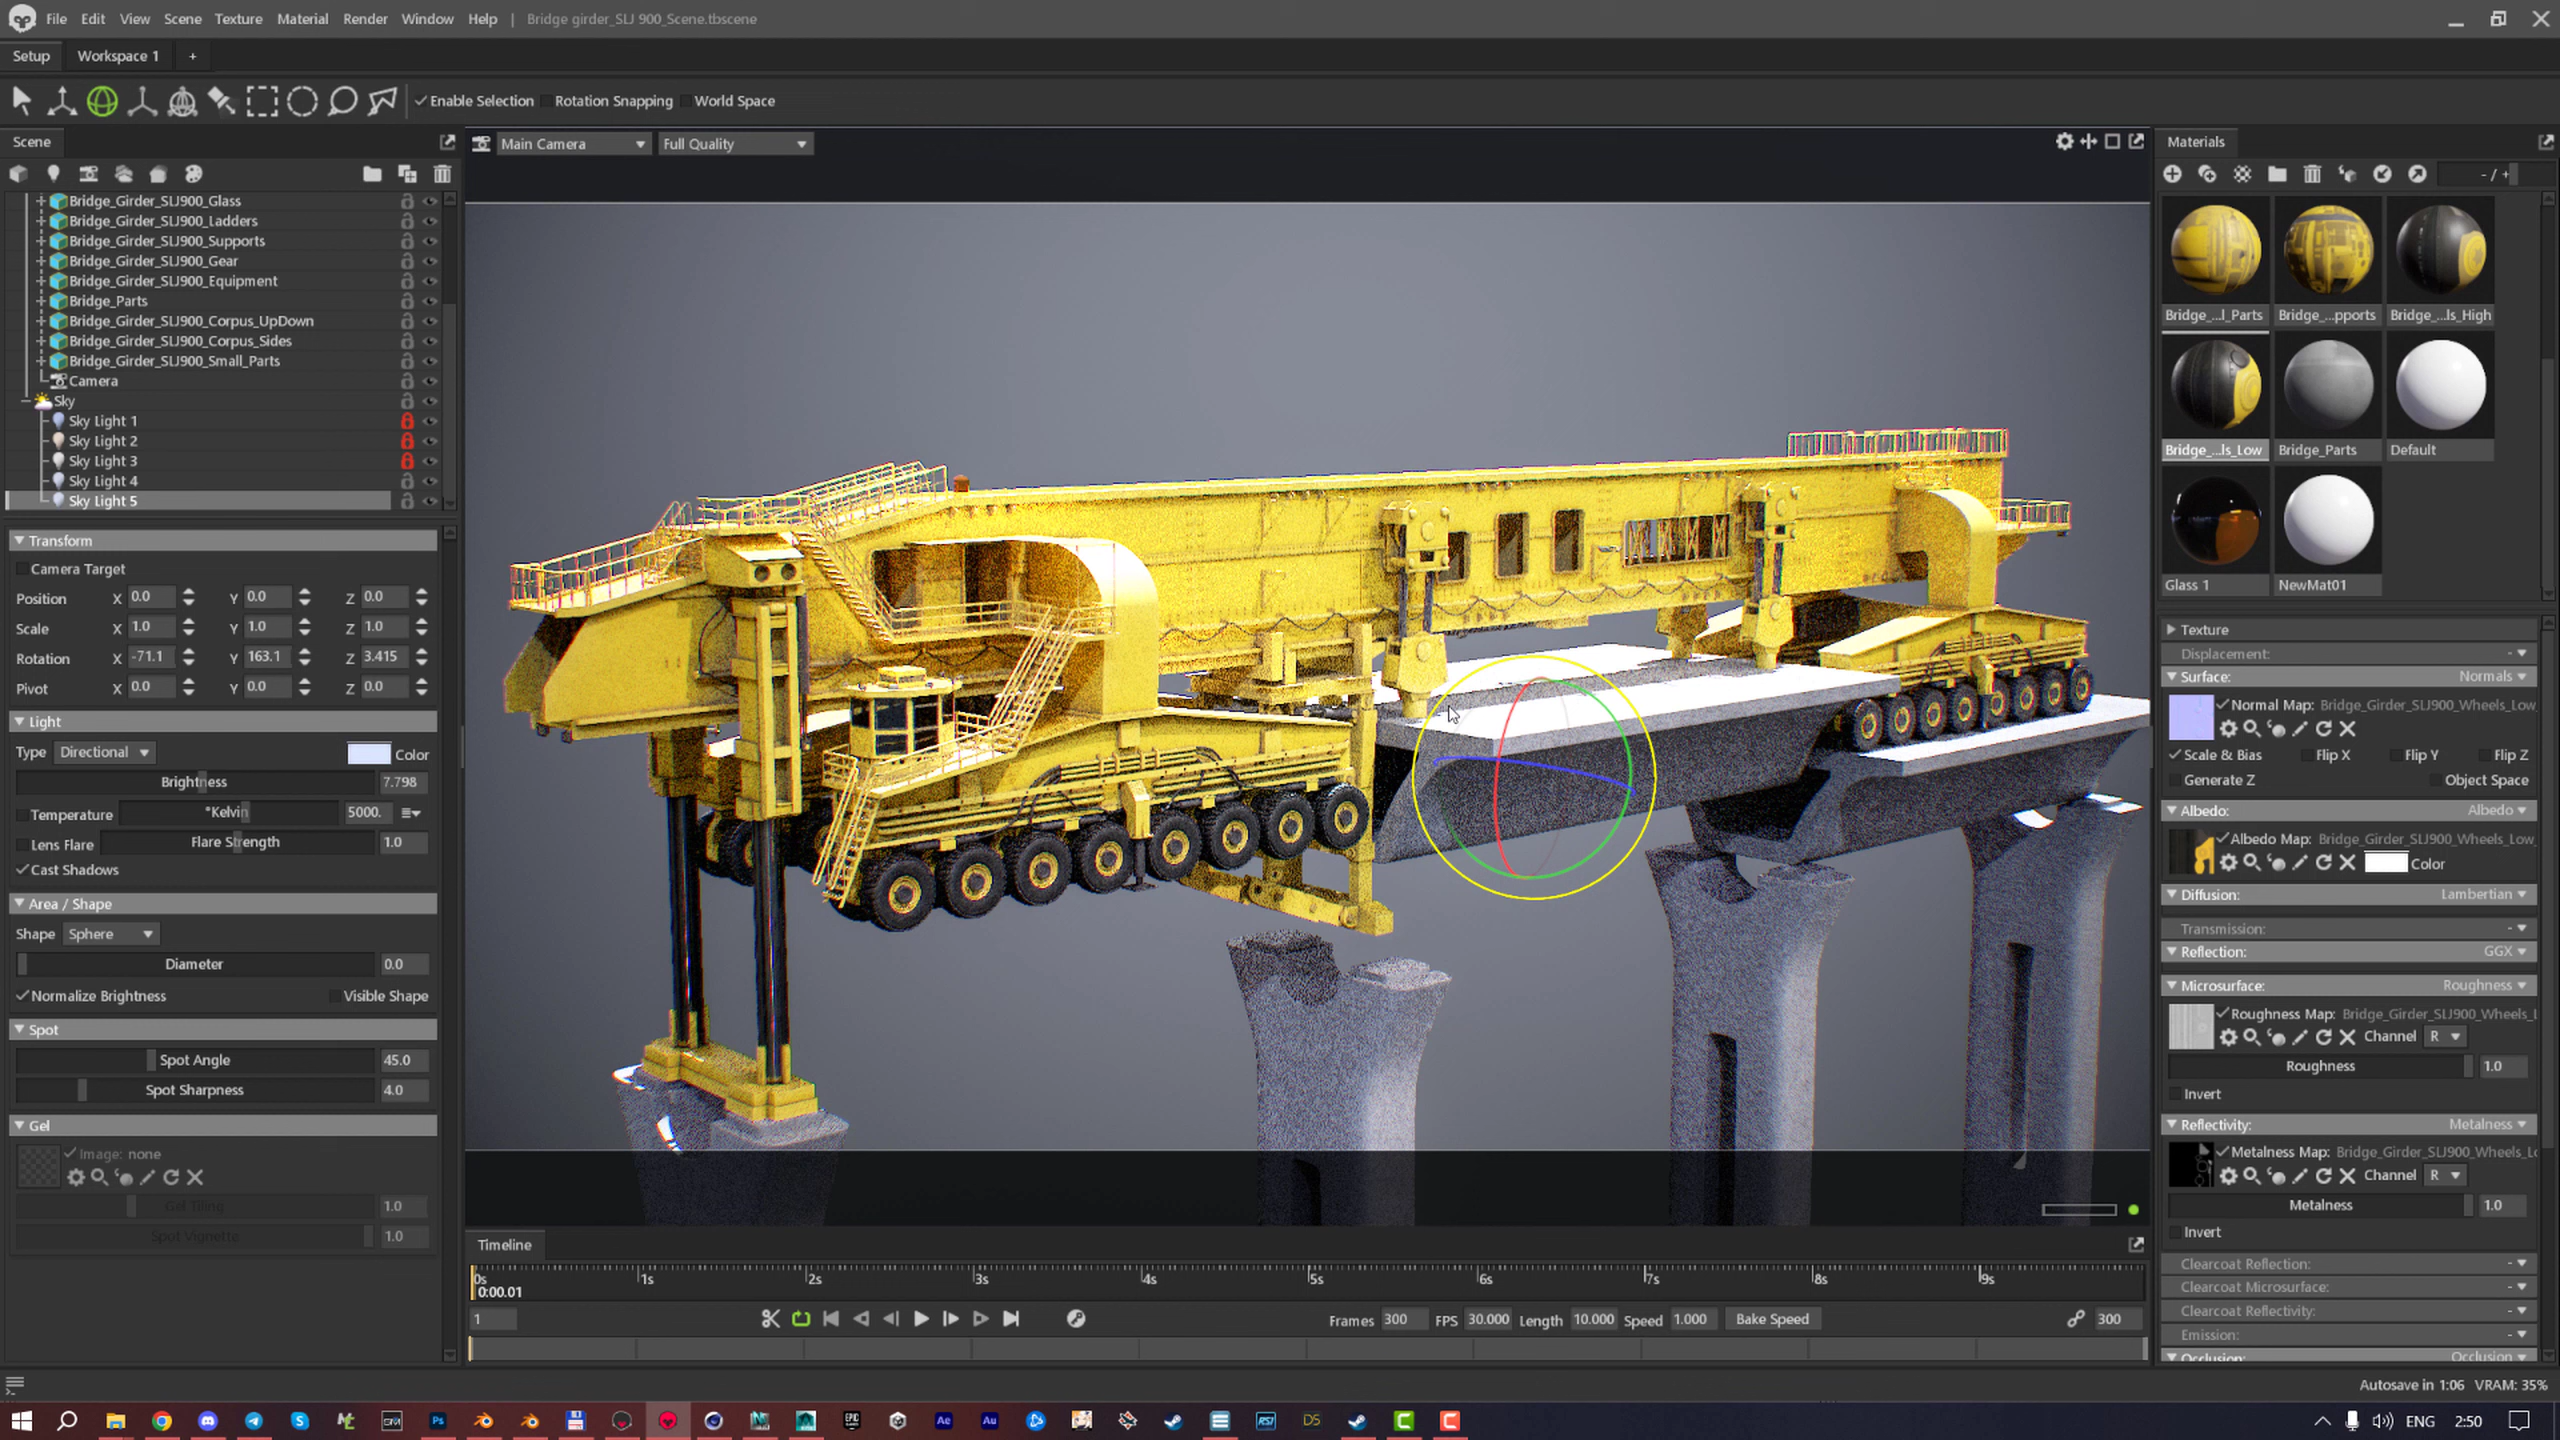 File Edit View Scene Texture Material Render Window Help | Bridge girder_SLJ 900_Scene.tbscene
Setup Workspace 1 +
Enable Selection Rotation Snapping World Space
Scene
Bridge_Girder_SLJ900_Glass
Bridge_Girder_SLJ900_Ladders
Bridge_Girder_SLJ900_Supports
Bridge_Girder_SLJ900_Gear
Bridge_Girder_SLJ900_Equipment
Bridge_Parts
Bridge_Girder_SLJ900_Corpus_UpDown
Bridge_Girder_SLJ900_Corpus_Sides
Bridge_Girder_SLJ900_Small_Parts
Camera
Sky
Sky Light 1
Sky Light 2
Sky Light 3
Sky Light 4
Sky Light 5
Transform
Camera Target
Position X 0.0 Y 0.0 Z 0.0
Scale X 1.0 Y 1.0 Z 1.0
Rotation X -71.1 Y 163.1 Z 3.415
Pivot X 0.0 Y 0.0 Z 0.0
Light
Type Directional Color
Brightness 7.798
Temperature °Kelvin 5000.
Lens Flare Flare Strength 1.0
Cast Shadows
Area / Shape
Shape Sphere
Diameter 0.0
Normalize Brightness Visible Shape
Spot
Spot Angle 45.0
Spot Sharpness 4.0
Gel
Image: none
Gel Tiling 1.0
Spot Vignette 1.0
Main Camera Full Quality
Timeline
0s 1s 2s 3s 4s 5s 6s 7s 8s 9s
0:00.01
1 Frames 300 FPS 30.000 Length 10.000 Speed 1.000 Bake Speed 300
Materials
- / +
Bridge_...l_Parts Bridge_...pports Bridge_...ls_High
Bridge_...ls_Low Bridge_Parts Default
Glass 1 NewMat01
Texture
Displacement: -
Surface: Normals
Normal Map: Bridge_Girder_SLJ900_Wheels_Low_
Scale & Bias Flip X Flip Y Flip Z
Generate Z Object Space
Albedo: Albedo
Albedo Map: Bridge_Girder_SLJ900_Wheels_Low_
Color
Diffusion: Lambertian
Transmission: -
Reflection: GGX
Microsurface: Roughness
Roughness Map: Bridge_Girder_SLJ900_Wheels_L
Channel R
Roughness 1.0
Invert
Reflectivity: Metalness
Metalness Map: Bridge_Girder_SLJ900_Wheels_Lo
Channel R
Metalness 1.0
Invert
Clearcoat Reflection: -
Clearcoat Microsurface: -
Clearcoat Reflectivity: -
Emission: -
Occlusion: Occlusion
Autosave in 1:06 VRAM: 35%
Ps EPIC Ae Au RSI DS ENG 2:50